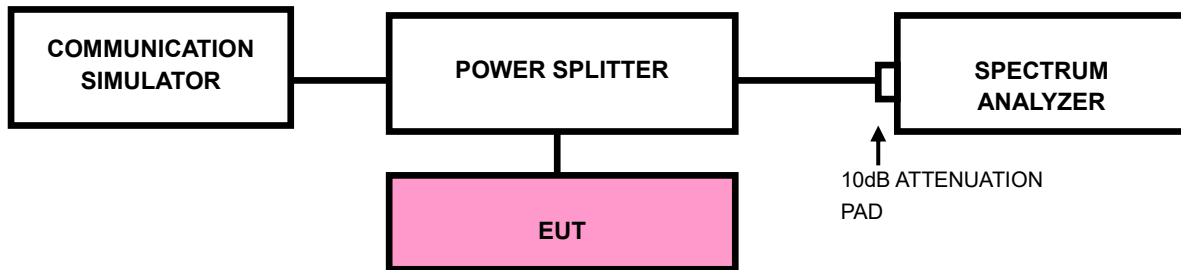 COMMUNICATION
SIMULATOR
POWER SPLITTER
SPECTRUM
ANALYZER
10dB ATTENUATION
PAD
EUT